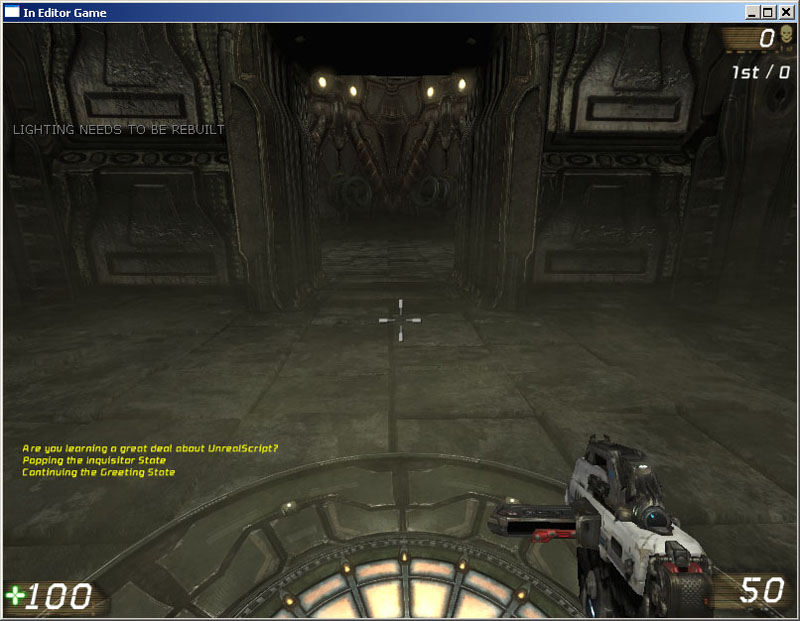 In Editor Game
0
1st / 0
LIGHTING NEEDS TO BE REBUILT
Are you learning a great deal about UnrealScript?
Popping the Inquisitor State
Continuing the Greeting State
+100
50